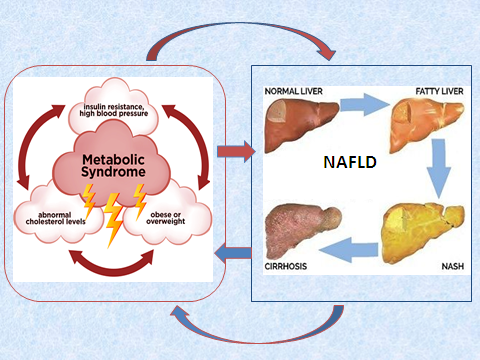 insulin resistance,
high blood pressure
Metabolic
Syndrome
abnormal
cholesterol levels
obese or
overweight
NORMAL LIVER
FATTY LIVER
NAFLD
CIRRHOSIS
NASH